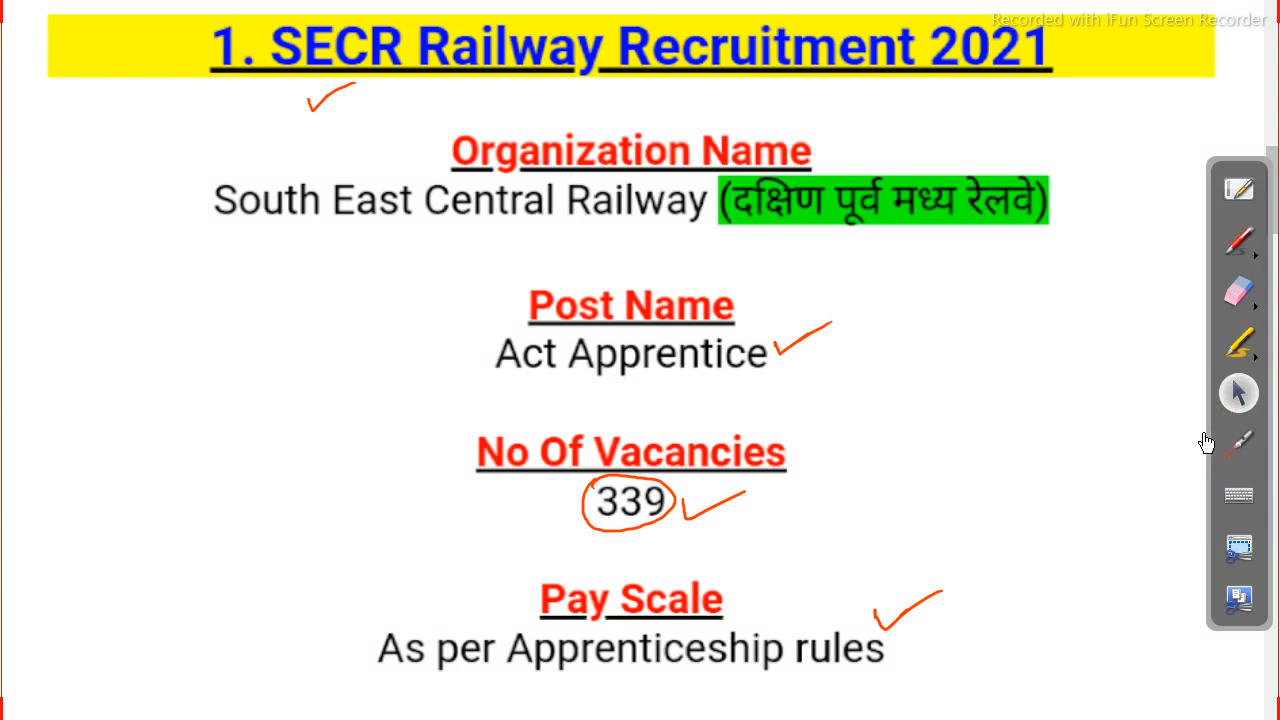 Recorded with iFun Screen Recorder
1. SECR Railway Recruitment 2021
Organization Name
South East Central Railway (दक्षिण पूर्व मध्य रेलवे)
Post Name
Act Apprentice
No Of Vacancies
339
Pay Scale
As per Apprenticeship rules